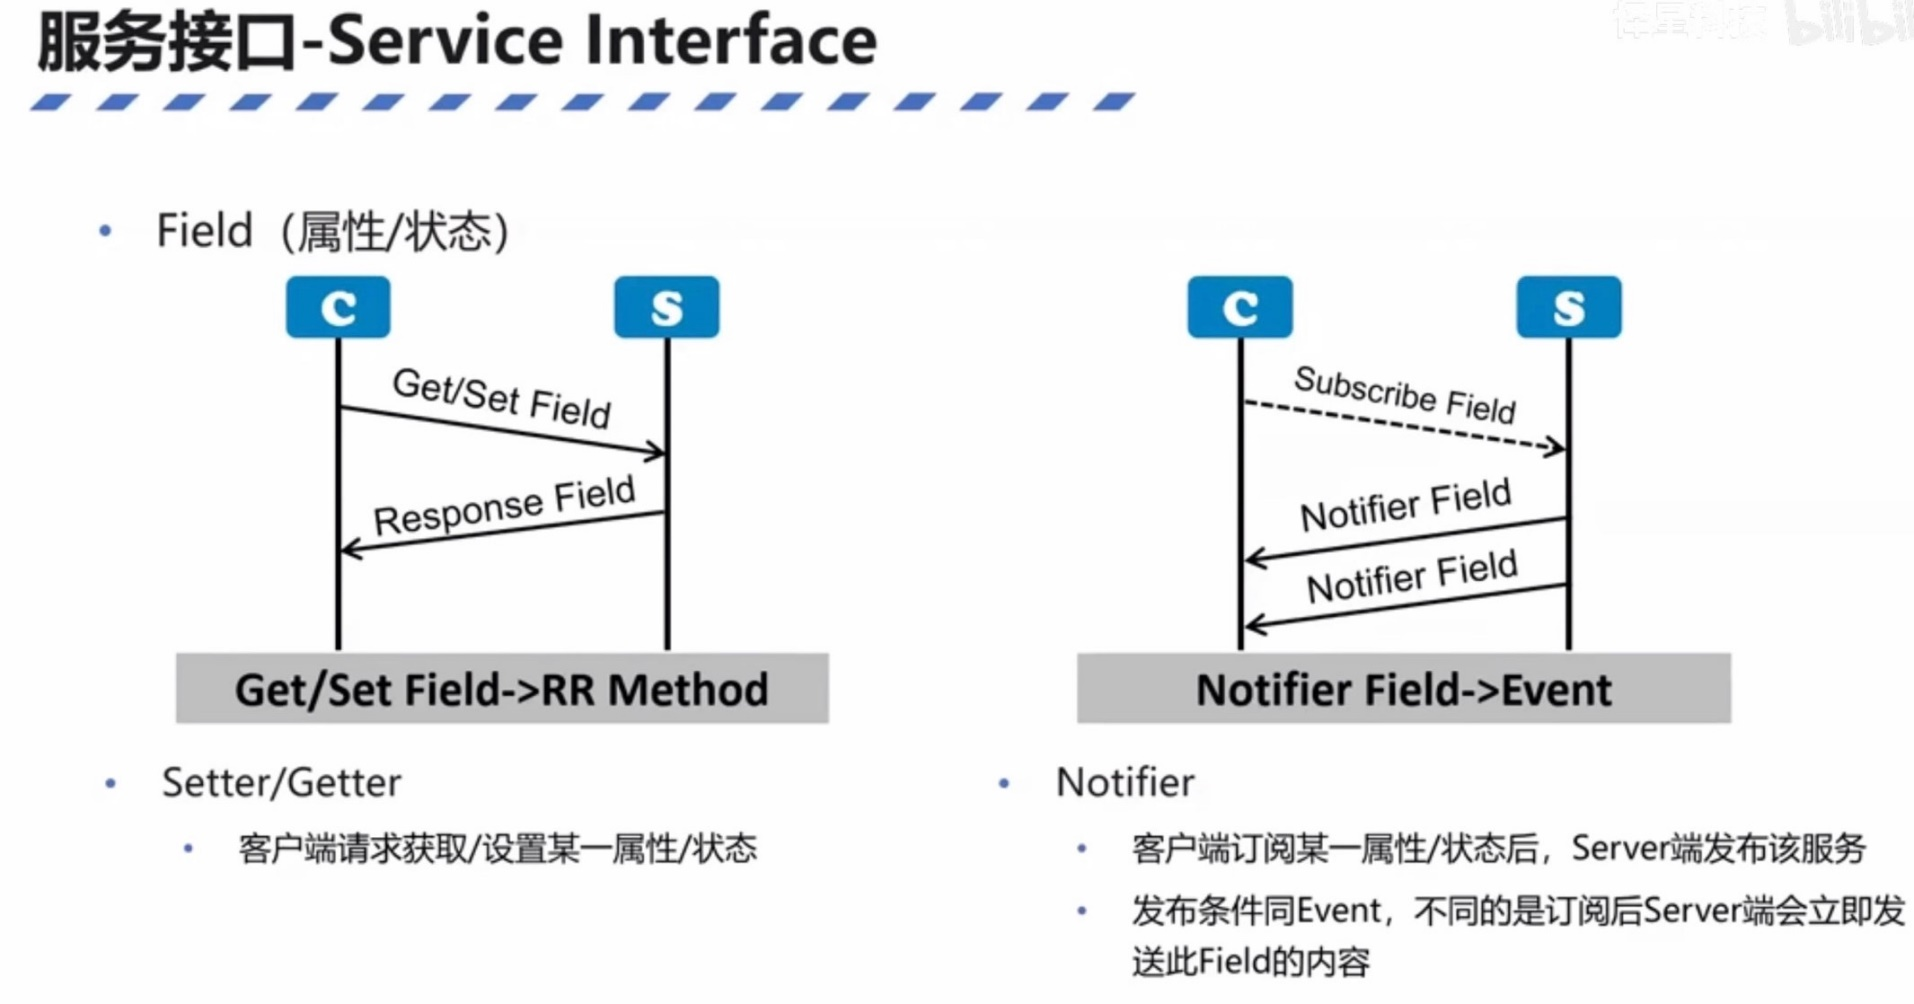 服务接口-Service Interface
bilibili
Field（属性/状态）
C
S
Get/Set Field
Response Field
Get/Set Field->RR Method
C
S
Subscribe Field
Notifier Field
Notifier Field
Notifier Field->Event
Setter/Getter
客户端请求获取/设置某一属性/状态
Notifier
客户端订阅某一属性/状态后，Server端发布该服务
发布条件同Event，不同的是订阅后Server端会立即发
送此Field的内容